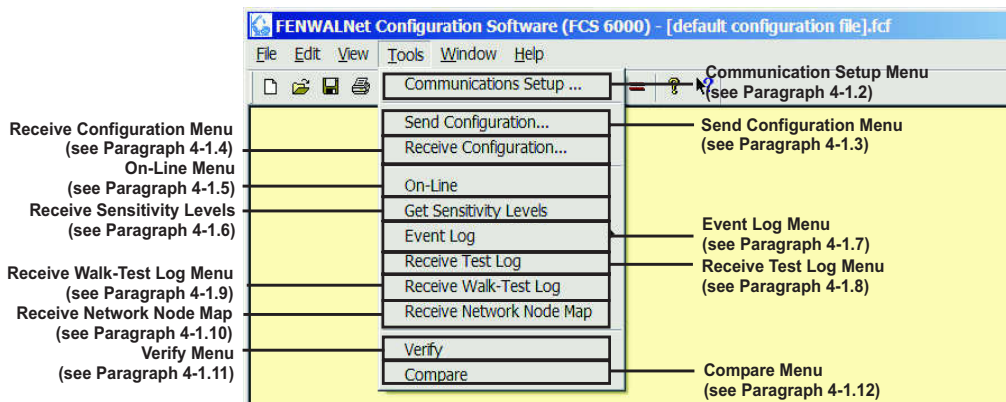 FENWALNet Configuration Software (FCS 6000) - [default configuration file].fcf
File Edit View Tools Window Help
Communications Setup ...
Send Configuration...
Receive Configuration...
On-Line
Get Sensitivity Levels
Event Log
Receive Test Log
Receive Walk-Test Log
Receive Network Node Map
Verify
Compare
Receive Configuration Menu
(see Paragraph 4-1.4)
On-Line Menu
(see Paragraph 4-1.5)
Receive Sensitivity Levels
(see Paragraph 4-1.6)
Receive Walk-Test Log Menu
(see Paragraph 4-1.9)
Receive Network Node Map
(see Paragraph 4-1.10)
Verify Menu
(see Paragraph 4-1.11)
Communication Setup Menu
(see Paragraph 4-1.2)
Send Configuration Menu
(see Paragraph 4-1.3)
Event Log Menu
(see Paragraph 4-1.7)
Receive Test Log Menu
(see Paragraph 4-1.8)
Compare Menu
(see Paragraph 4-1.12)